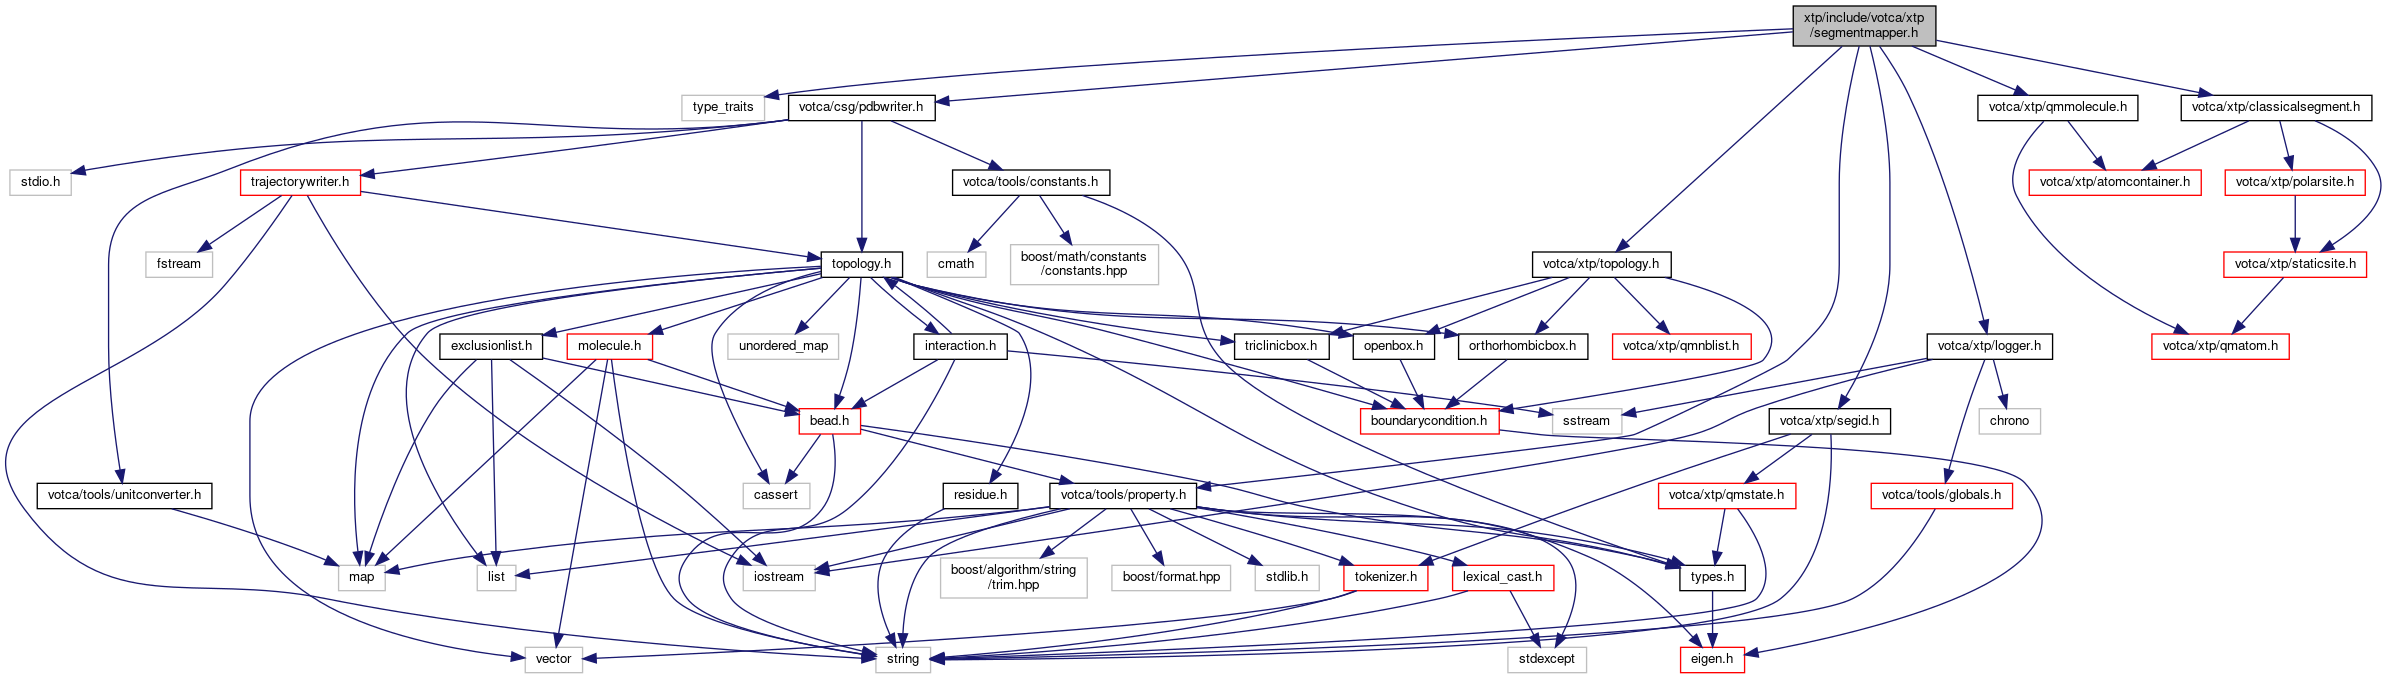 xtp/include/votca/xtp
/segmentmapper.h
type_traits
votca/csg/pdbwriter.h
votca/xtp/qmmolecule.h
votca/xtp/classicalsegment.h
stdio.h
trajectorywriter.h
votca/tools/constants.h
votca/xtp/atomcontainer.h
votca/xtp/polarsite.h
fstream
topology.h
cmath
boost/math/constants
/constants.hpp
votca/xtp/topology.h
votca/xtp/staticsite.h
exclusionlist.h
molecule.h
unordered_map
interaction.h
triclinicbox.h
openbox.h
orthorhombicbox.h
votca/xtp/qmnblist.h
votca/xtp/logger.h
votca/xtp/qmatom.h
bead.h
boundarycondition.h
sstream
votca/xtp/segid.h
chrono
votca/tools/unitconverter.h
cassert
residue.h
votca/tools/property.h
votca/xtp/qmstate.h
votca/tools/globals.h
map
list
iostream
boost/algorithm/string
/trim.hpp
boost/format.hpp
stdlib.h
tokenizer.h
lexical_cast.h
types.h
vector
string
stdexcept
eigen.h